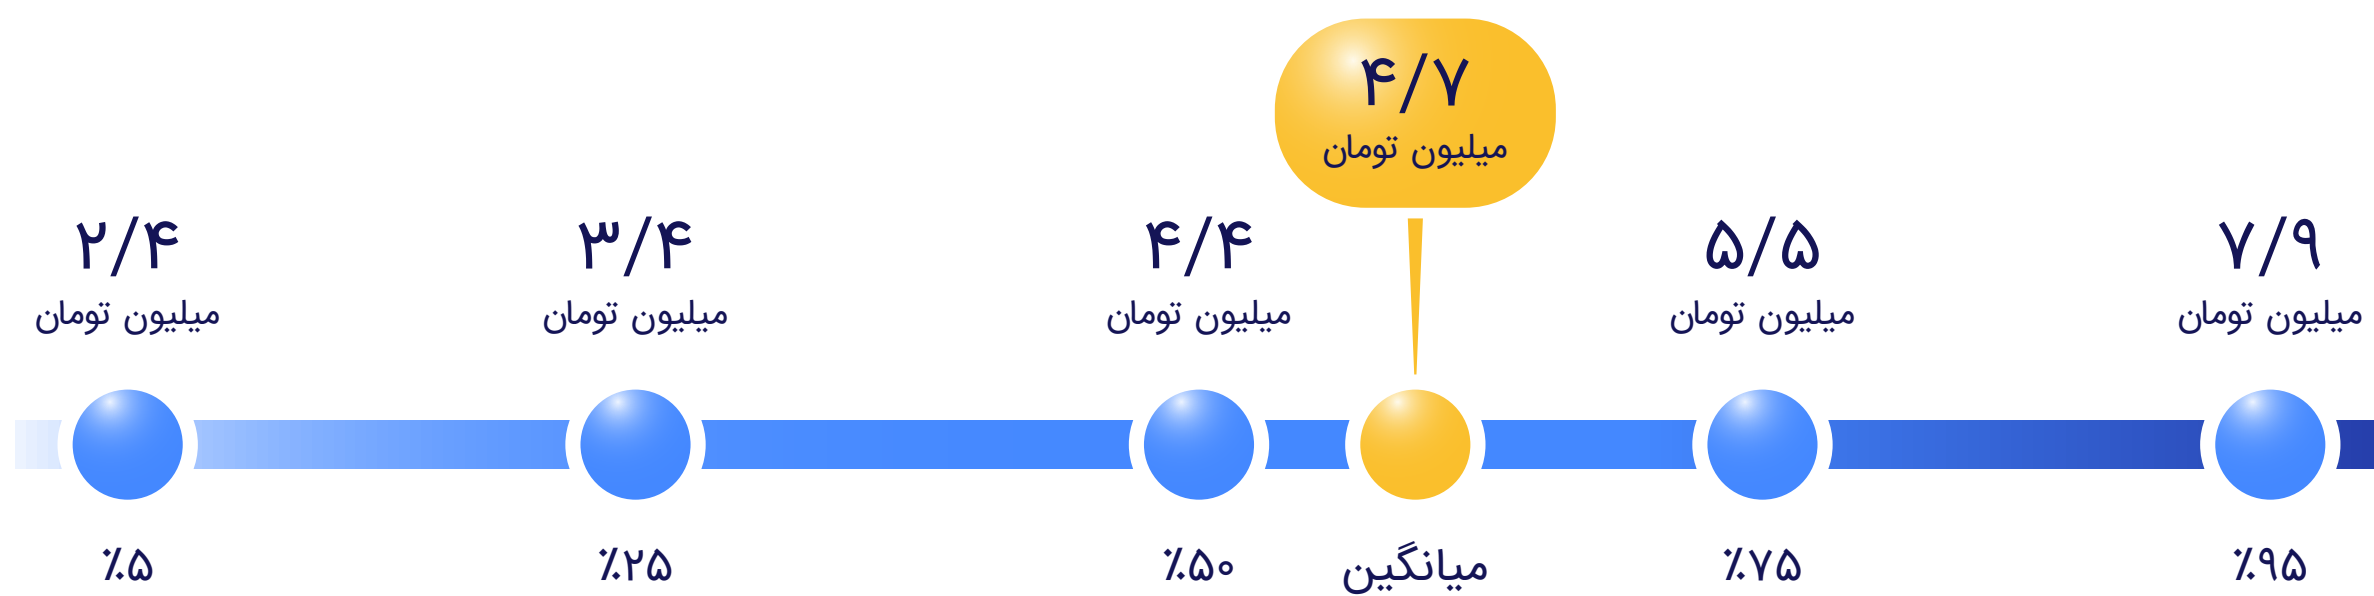 ۴/۷
میلیون تومان
۲/۴
میلیون تومان
۳/۴
میلیون تومان
۴/۴
میلیون تومان
۵/۵
میلیون تومان
۷/۹
میلیون تومان
٪۵
٪۲۵
٪۵۰
میانگین
٪۷۵
٪۹۵